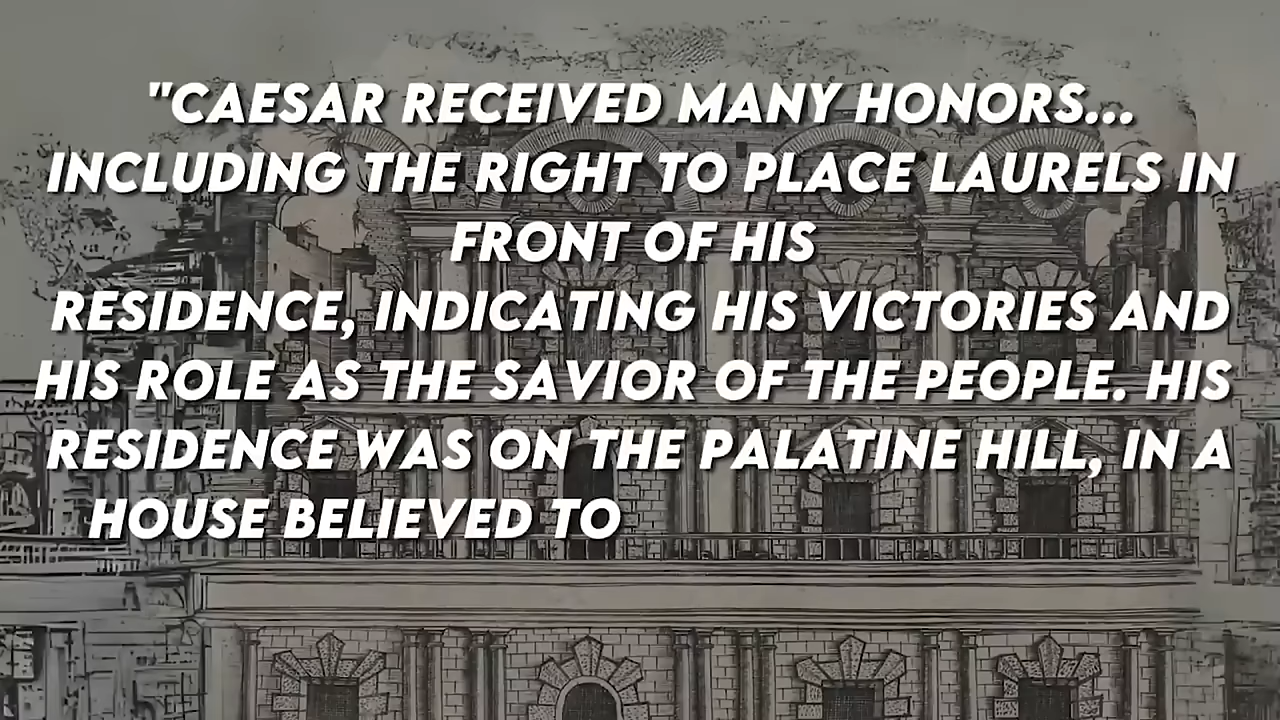 "CAESAR RECEIVED MANY HONORS...
INCLUDING THE RIGHT TO PLACE LAURELS IN
FRONT OF HIS
RESIDENCE, INDICATING HIS VICTORIES AND
HIS ROLE AS THE SAVIOR OF THE PEOPLE. HIS
RESIDENCE WAS ON THE PALATINE HILL, IN A
HOUSE BELIEVED TO